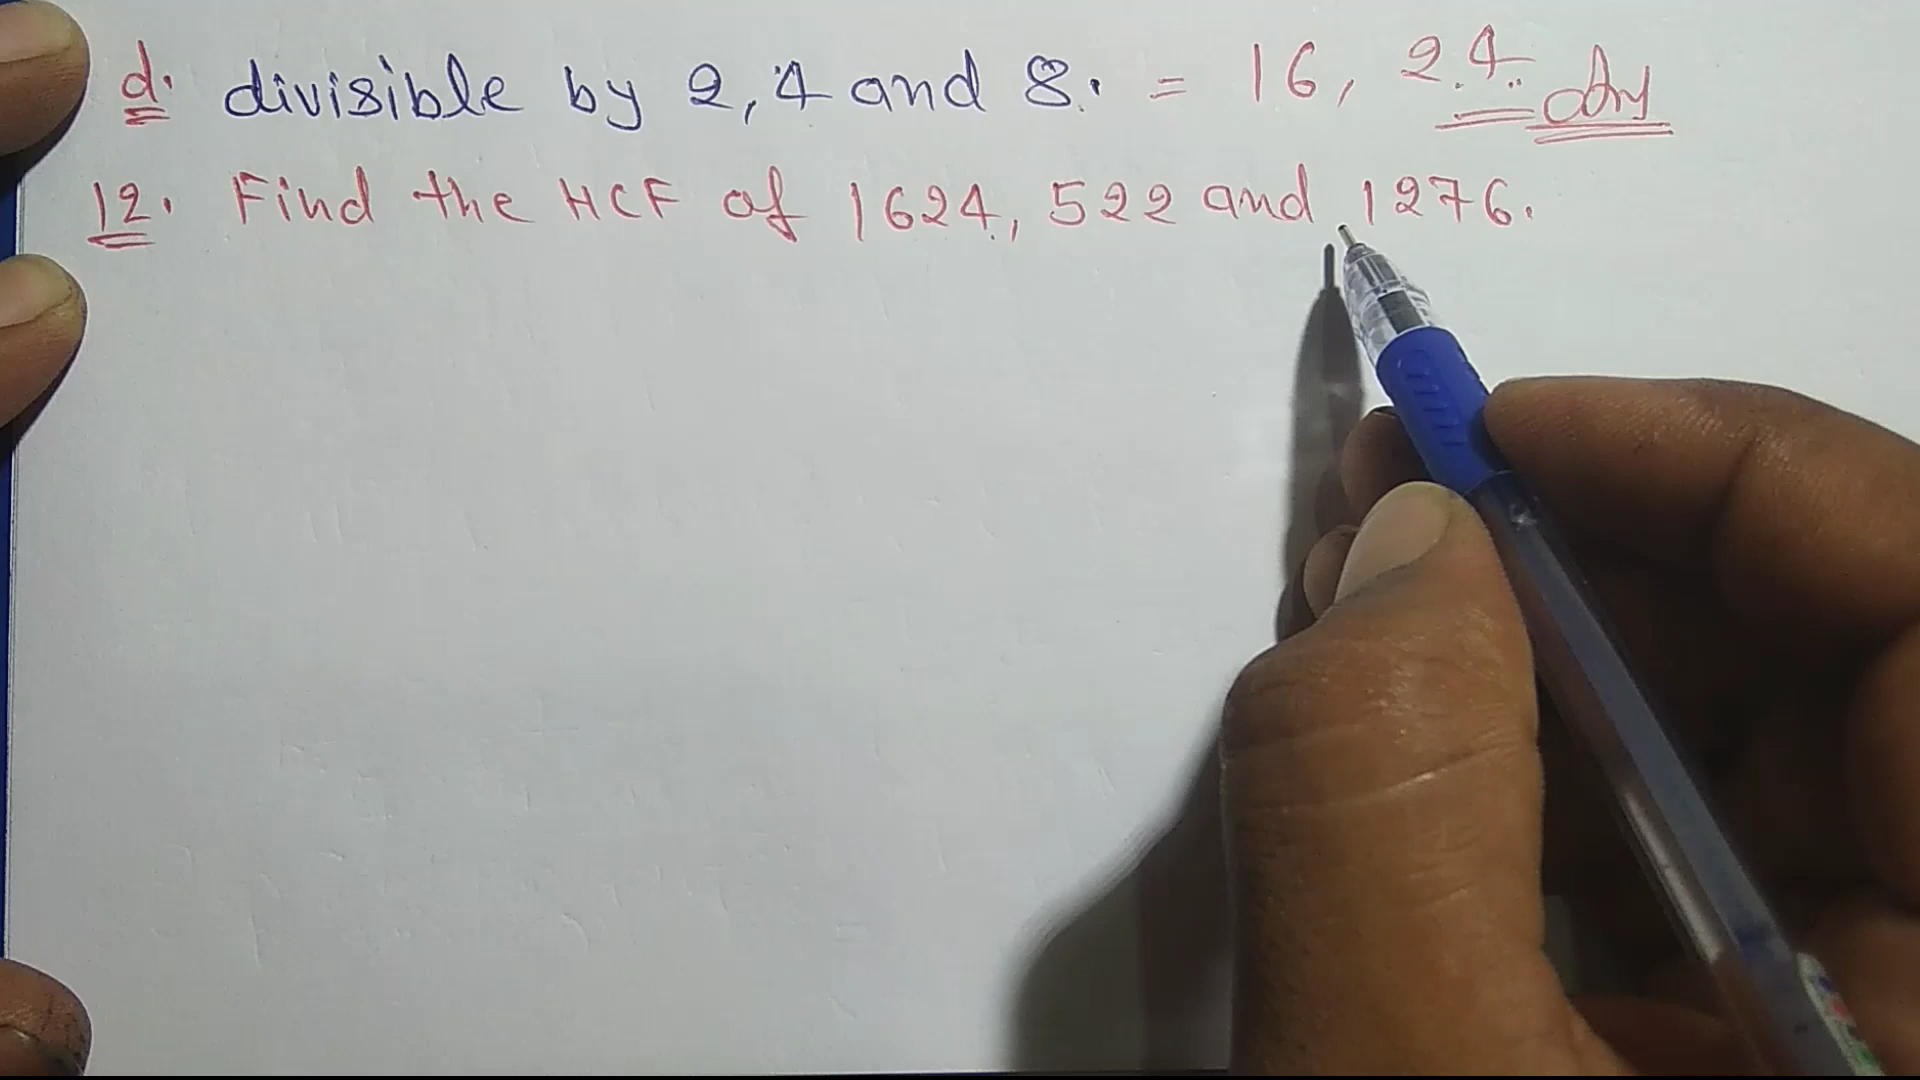 d. divisible by 2, 4 and 8. = 16, 24. Ans
12. Find the HCF of 1624, 522 and 1276.